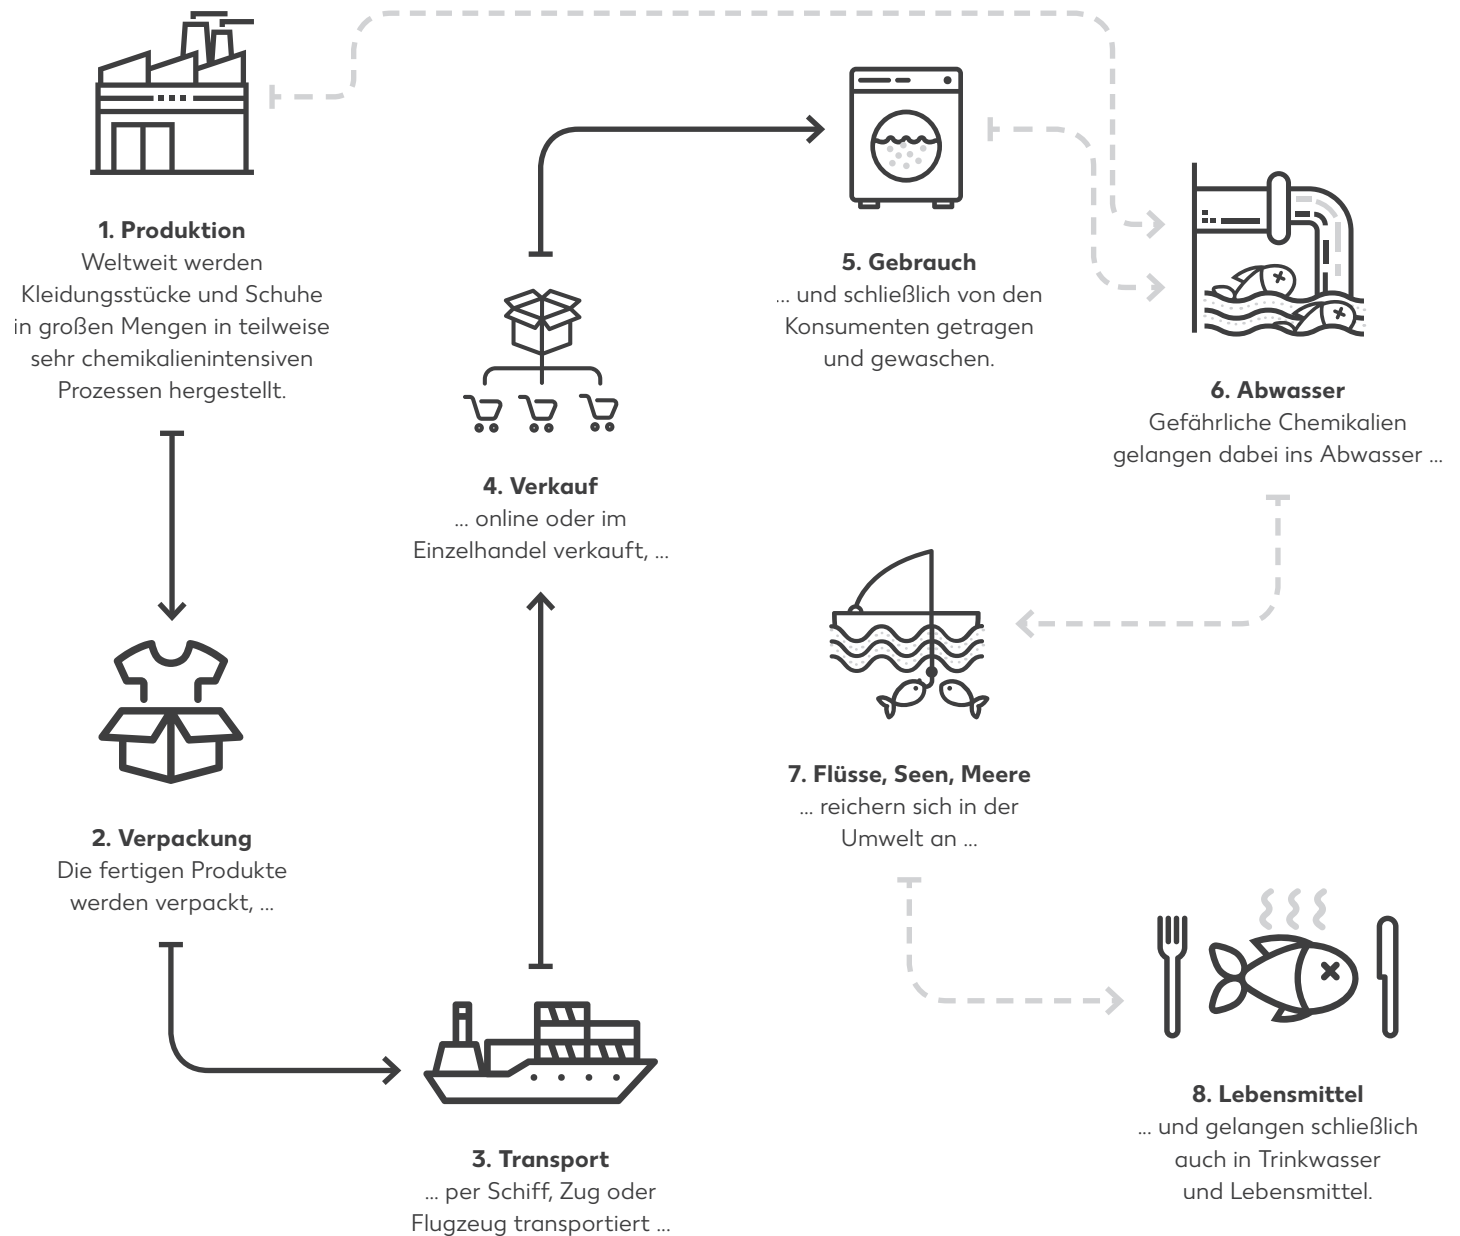 1. Produktion
Weltweit werden
Kleidungsstücke und Schuhe
in großen Mengen in teilweise
sehr chemikalienintensiven
Prozessen hergestellt.
2. Verpackung
Die fertigen Produkte
werden verpackt, ...
3. Transport
... per Schiff, Zug oder
Flugzeug transportiert ...
4. Verkauf
... online oder im
Einzelhandel verkauft, ...
5. Gebrauch
... und schließlich von den
Konsumenten getragen
und gewaschen.
6. Abwasser
Gefährliche Chemikalien
gelangen dabei ins Abwasser ...
7. Flüsse, Seen, Meere
... reichern sich in der
Umwelt an ...
8. Lebensmittel
... und gelangen schließlich
auch in Trinkwasser
und Lebensmittel.